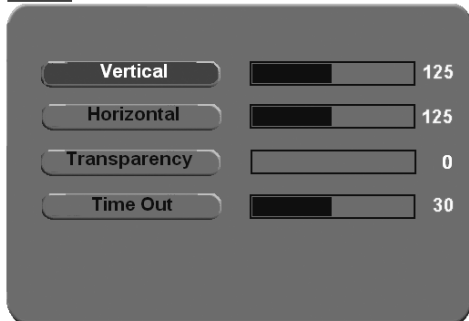 Vertical 125
Horizontal 125
Transparency 0
Time Out 30